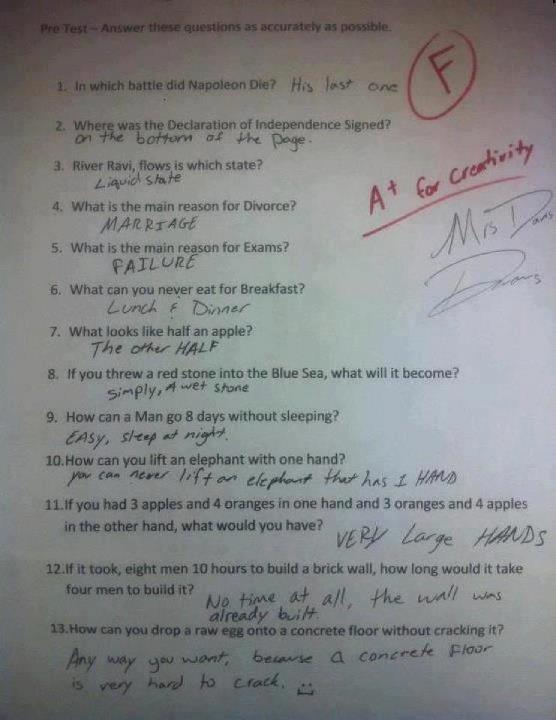 Pre Test – Answer these questions as accurately as possible.
F
1. In which battle did Napoleon Die? His last one
2. Where was the Declaration of Independence Signed?
on the bottom of the Page.
3. River Ravi, flows is which state?
Liquid state
A+ for Creativity
4. What is the main reason for Divorce?
MARRIAGE
Mrs Davis
5. What is the main reason for Exams?
FAILURE
6. What can you never eat for Breakfast?
Lunch & Dinner
7. What looks like half an apple?
The other HALF
8. If you threw a red stone into the Blue Sea, what will it become?
simply, A wet stone
9. How can a Man go 8 days without sleeping?
EASY, sleep at night.
10.How can you lift an elephant with one hand?
you can never lift an elephant that has 1 HAND
11.If you had 3 apples and 4 oranges in one hand and 3 oranges and 4 apples
in the other hand, what would you have? VERY Large HANDS
12.If it took, eight men 10 hours to build a brick wall, how long would it take
four men to build it? No time at all, the wall was
already built.
13.How can you drop a raw egg onto a concrete floor without cracking it?
Any way you want, because a concrete Floor
is very hard to crack.